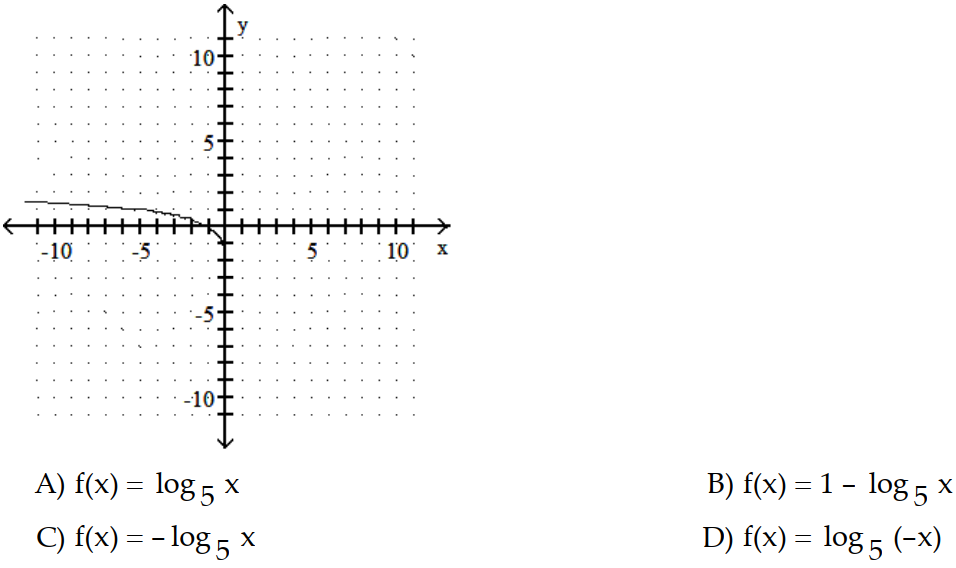 y
10
5
-10 -5 5 10 x
-5
-10
A) f(x) = log 5 x B) f(x) = 1 - log 5 x
C) f(x) = - log 5 x D) f(x) = log 5 (-x)